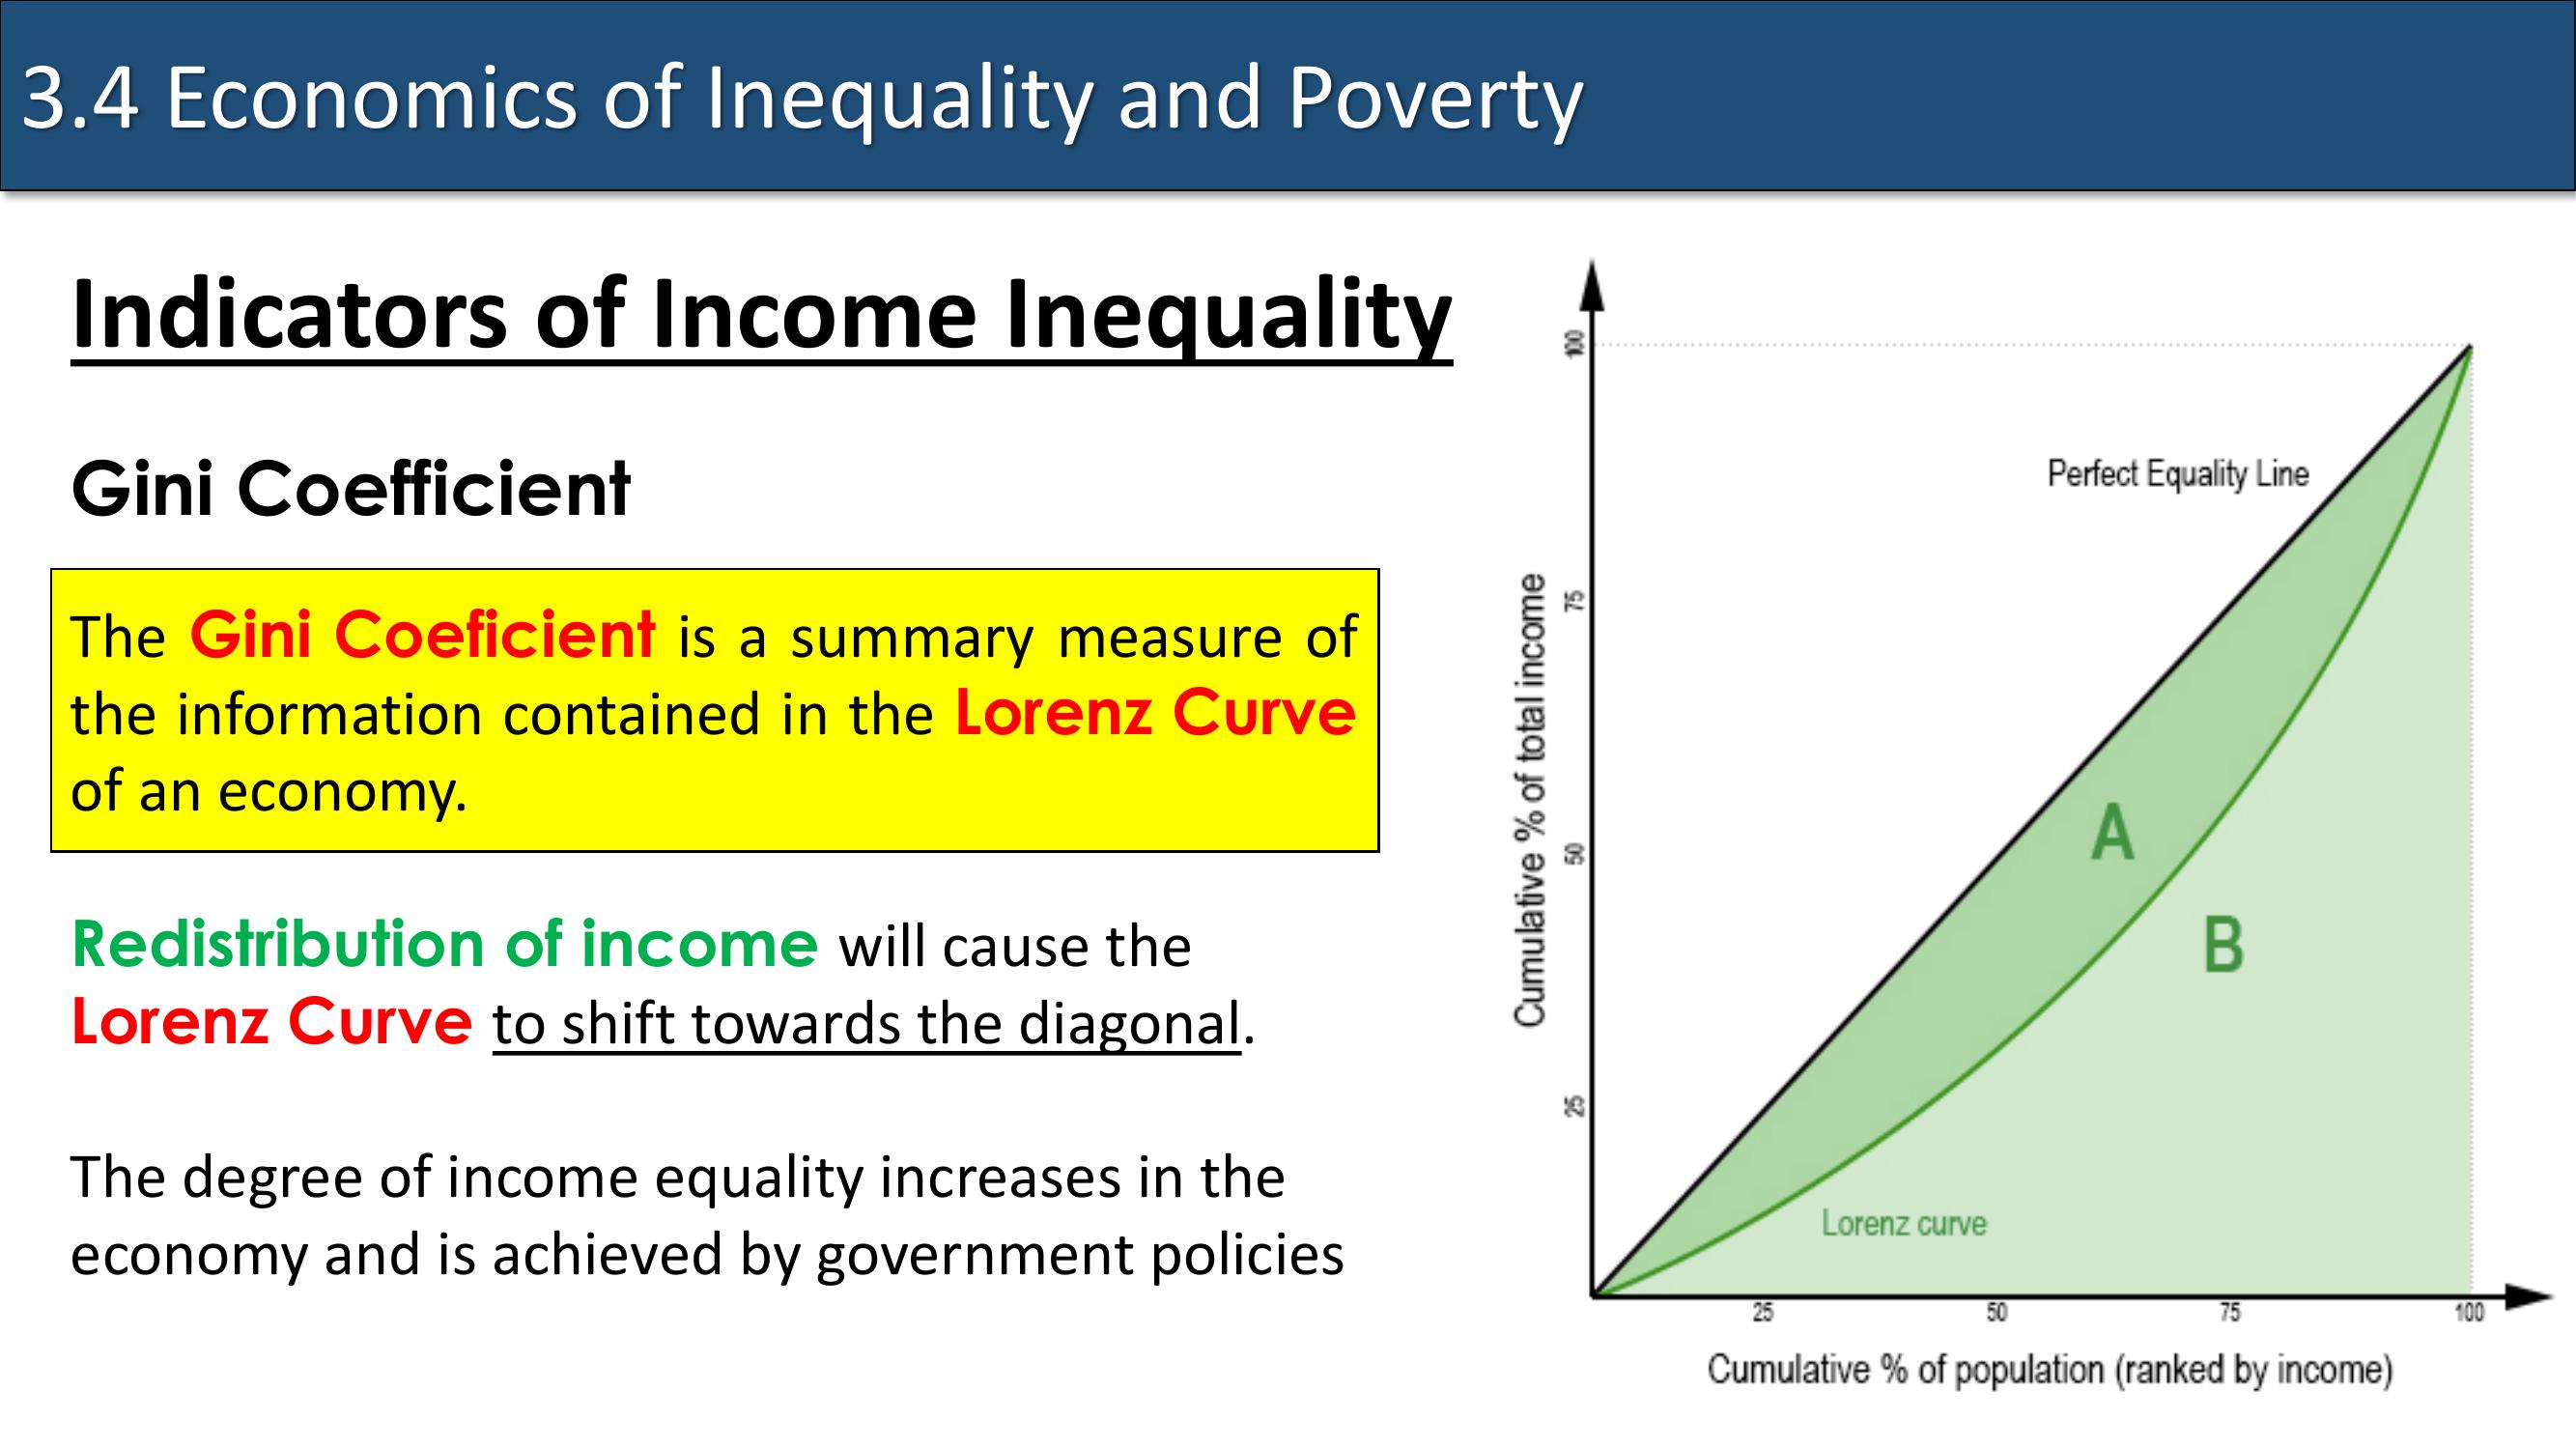 3.4 Economics of Inequality and Poverty
Indicators of Income Inequality
Gini Coefficient
The Gini Coeficient is a summary measure of
the information contained in the Lorenz Curve
of an economy.
Redistribution of income will cause the
Lorenz Curve to shift towards the diagonal.
The degree of income equality increases in the
economy and is achieved by government policies
100
75
50
25
Cumulative % of total income
Perfect Equality Line
A
B
Lorenz curve
25 50 75 100
Cumulative % of population (ranked by income)